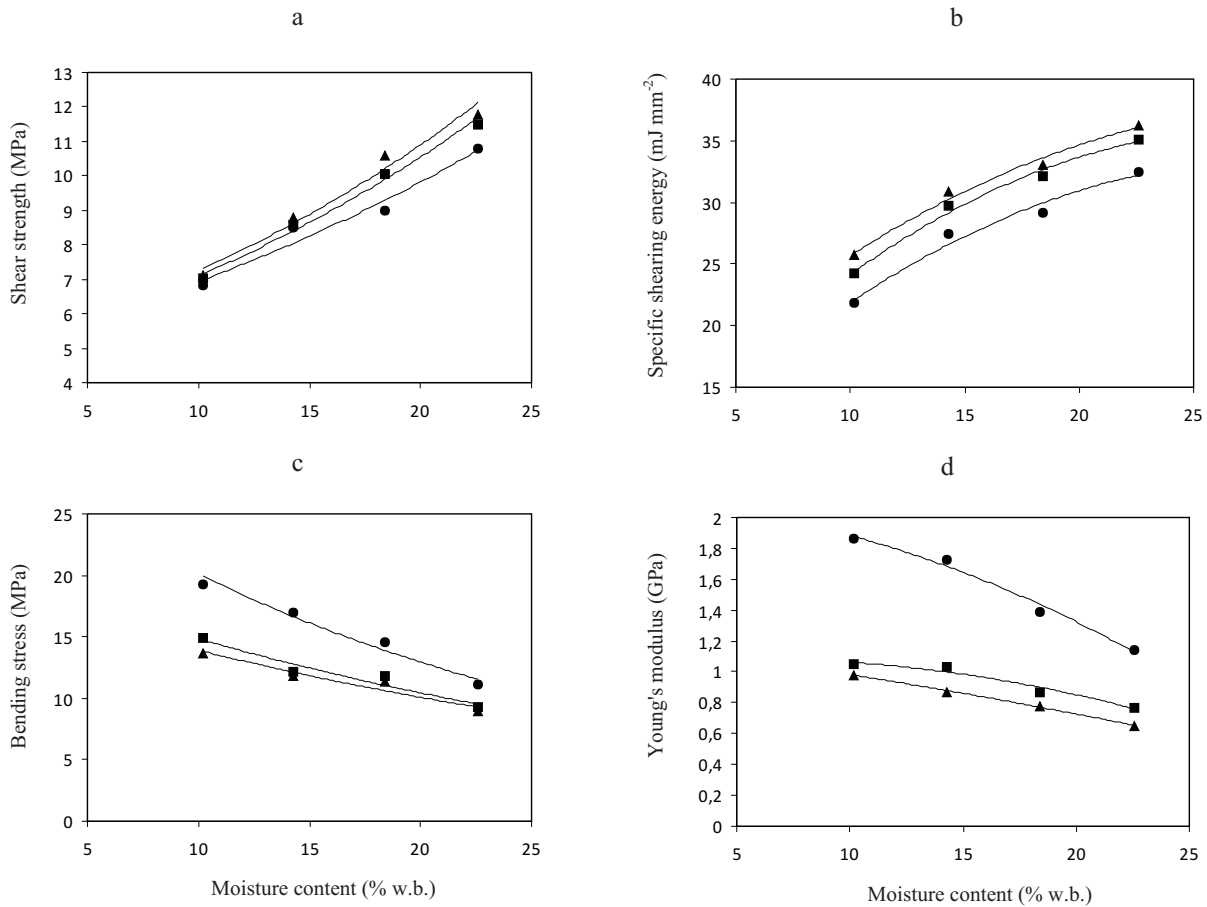 a
Shear strength (MPa)
13
12
11
10
9
8
7
6
5
4
5 10 15 20 25
b
Specific shearing energy (mJ mm⁻²)
40
35
30
25
20
15
5 10 15 20 25
c
Bending stress (MPa)
25
20
15
10
5
0
5 10 15 20 25
Moisture content (% w.b.)
d
Young's modulus (GPa)
2
1,8
1,6
1,4
1,2
1
0,8
0,6
0,4
0,2
0
5 10 15 20 25
Moisture content (% w.b.)